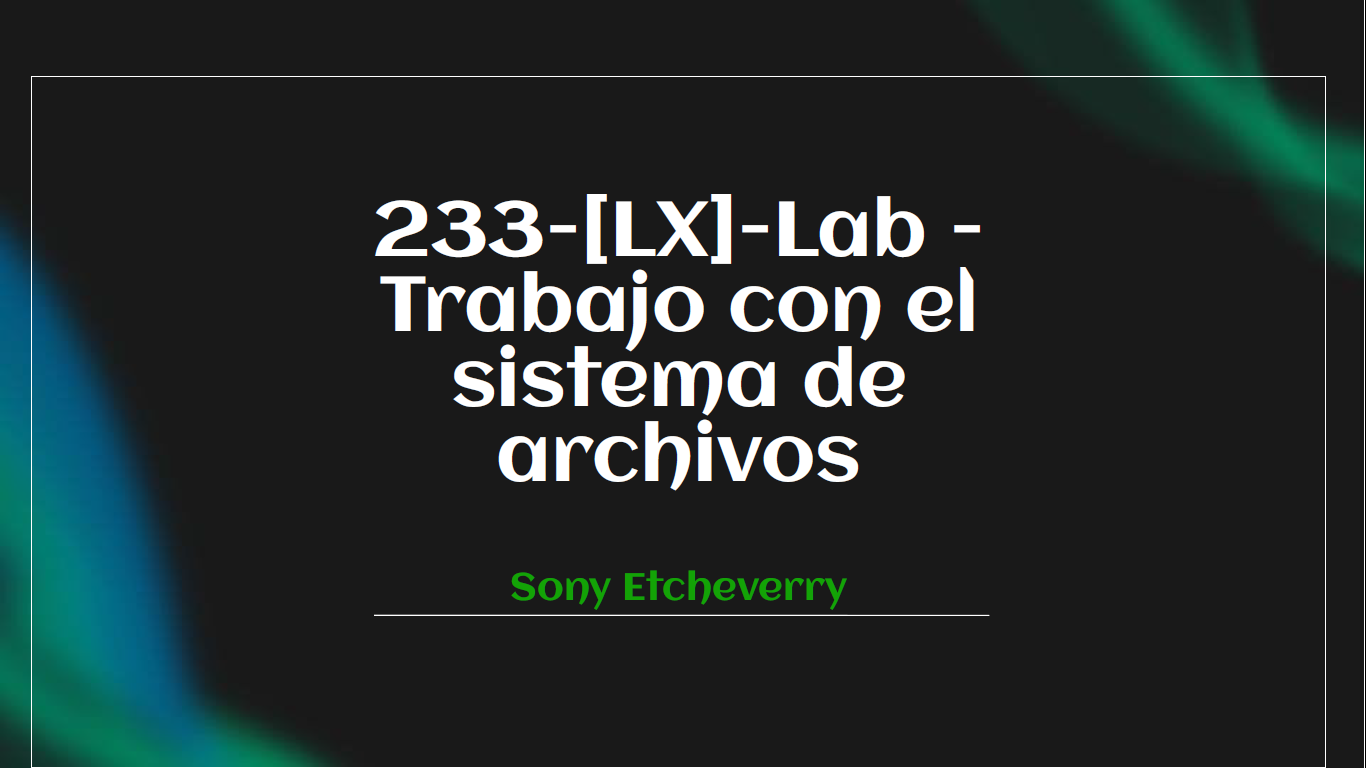 233-[LX]-Lab -
Trabajo con el
sistema de
archivos
Sony Etcheverry